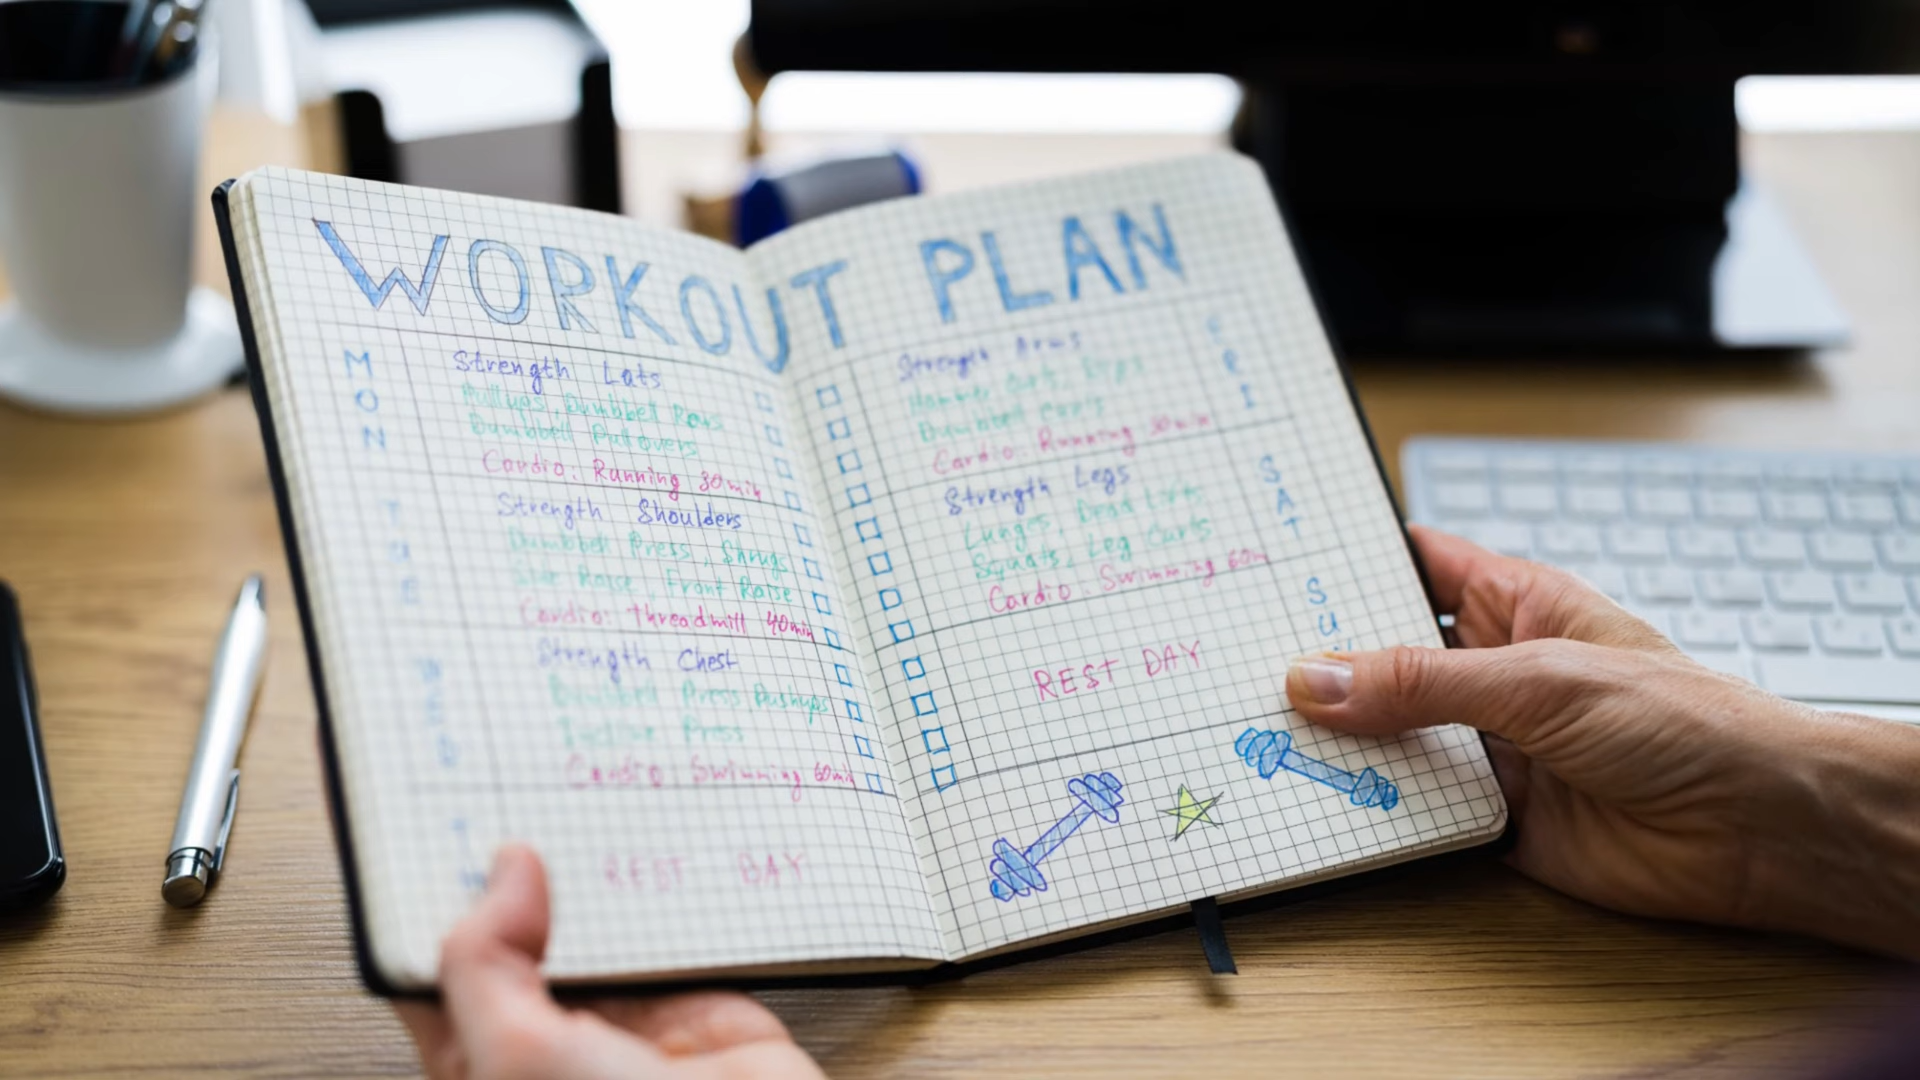 WORKOUT PLAN
MON
Strength Lats
Pullups, Dumbbell Rows
Dumbbell Pullovers
Cardio: Running 30min
TUE
Strength Shoulders
Dumbbell Press, Shrugs
Side Raise, Front Raise
Cardio: Threadmill 40min
WED
Strength Chest
Dumbbell Press Pushups
Incline Press
Cardio: Swimming 60min
REST DAY
FRI
Strength Arms
Hammer Curls,
Dumbbell Curls
Cardio: Running 30min
SAT
Strength Legs
Lunges, Dead Lifts
Squats, Leg Curls
Cardio: Swimming 60m
SU
REST DAY